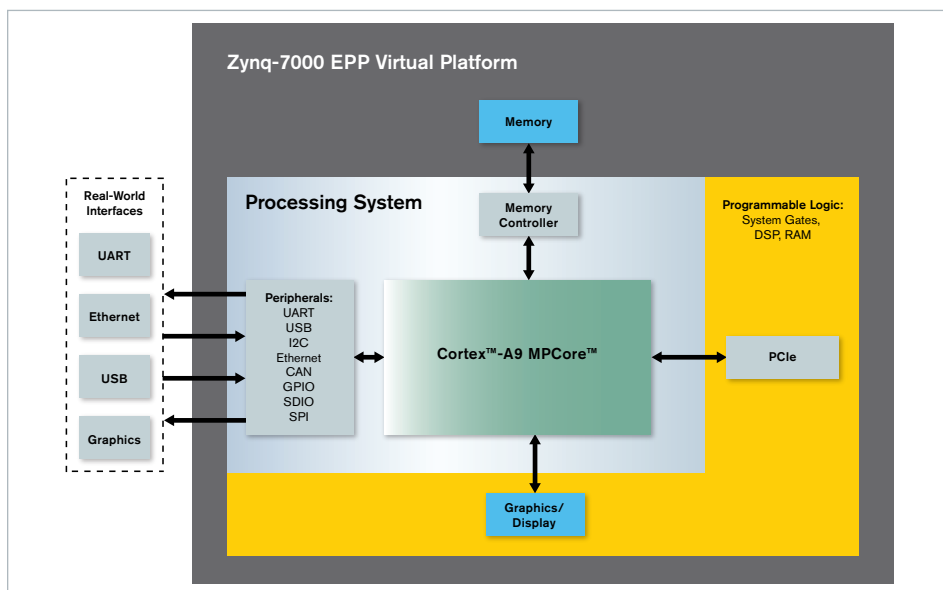 Zynq-7000 EPP Virtual Platform
Memory
Real-World
Interfaces
UART
Ethernet
USB
Graphics
Processing System
Memory
Controller
Programmable Logic:
System Gates,
DSP, RAM
Peripherals:
UART
USB
I2C
Ethernet
CAN
GPIO
SDIO
SPI
Cortex™-A9 MPCore™
PCIe
Graphics/
Display